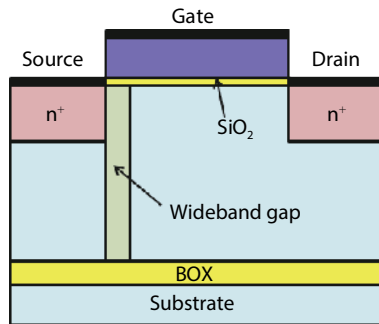 Gate
Source
Drain
n⁺
n⁺
SiO₂
Wideband gap
BOX
Substrate